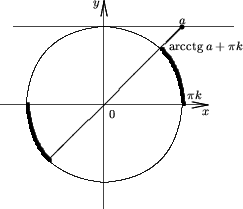 y
a
arcctg a + πk
πk
0
x